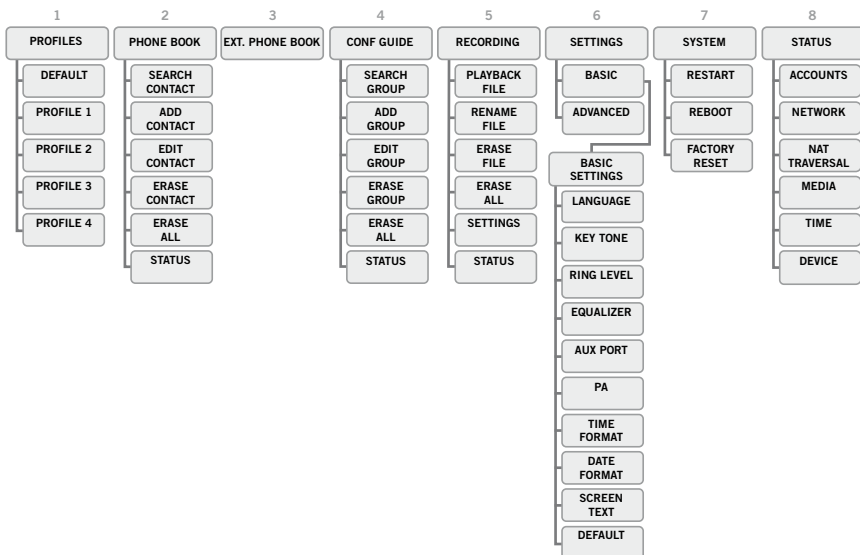 1 2 3 4 5 6 7 8
PROFILES
DEFAULT
PROFILE 1
PROFILE 2
PROFILE 3
PROFILE 4
PHONE BOOK
SEARCH
CONTACT
ADD
CONTACT
EDIT
CONTACT
ERASE
CONTACT
ERASE
ALL
STATUS
EXT. PHONE BOOK
CONF GUIDE
SEARCH
GROUP
ADD
GROUP
EDIT
GROUP
ERASE
GROUP
ERASE
ALL
STATUS
RECORDING
PLAYBACK
FILE
RENAME
FILE
ERASE
FILE
ERASE
ALL
SETTINGS
STATUS
SETTINGS
BASIC
ADVANCED
BASIC
SETTINGS
LANGUAGE
KEY TONE
RING LEVEL
EQUALIZER
AUX PORT
PA
TIME
FORMAT
DATE
FORMAT
SCREEN
TEXT
DEFAULT
SYSTEM
RESTART
REBOOT
FACTORY
RESET
STATUS
ACCOUNTS
NETWORK
NAT
TRAVERSAL
MEDIA
TIME
DEVICE